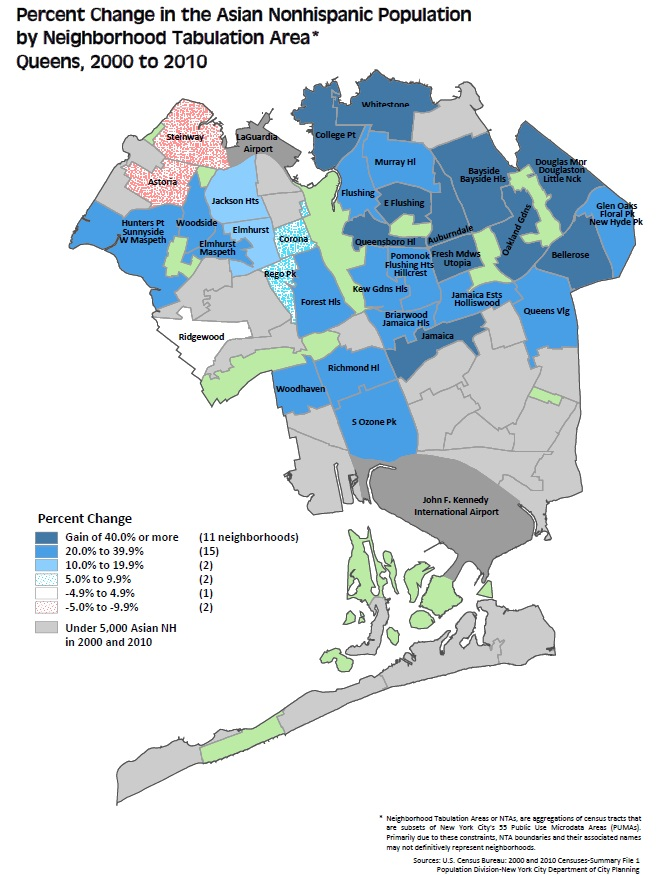 Percent Change in the Asian Nonhispanic Population
by Neighborhood Tabulation Area*
Queens, 2000 to 2010
Whitestone
College Pt
Steinway
LaGuardia
Airport
Murray Hl
Bayside
Bayside Hls
Douglas Mnr
Douglaston
Little Nck
Astoria
Jackson Hts
Flushing
E Flushing
Glen Oaks
Floral Pk
New Hyde Pk
Hunters Pt
Sunnyside
W Maspeth
Woodside
Elmhurst
Corona
Queensboro Hl
Auburndale
Oakland Gdns
Elmhurst
Maspeth
Pomonok
Flushing Hts
Hillcrest
Fresh Mdws
Utopia
Bellerose
Rego Pk
Kew Gdns Hls
Forest Hls
Jamaica Ests
Holliswood
Queens Vlg
Briarwood
Jamaica Hls
Ridgewood
Jamaica
Richmond Hl
Woodhaven
S Ozone Pk
John F. Kennedy
International Airport
Percent Change
Gain of 40.0% or more (11 neighborhoods)
20.0% to 39.9% (15)
10.0% to 19.9% (2)
5.0% to 9.9% (2)
-4.9% to 4.9% (1)
-5.0% to -9.9% (2)
Under 5,000 Asian NH
in 2000 and 2010
* Neighborhood Tabulation Areas or NTAs, are aggregations of census tracts that
are subsets of New York City's 55 Public Use Microdata Areas (PUMAs).
Primarily due to these constraints, NTA boundaries and their associated names
may not definitively represent neighborhoods.
Sources: U.S. Census Bureau: 2000 and 2010 Censuses-Summary File 1
Population Division-New York City Department of City Planning